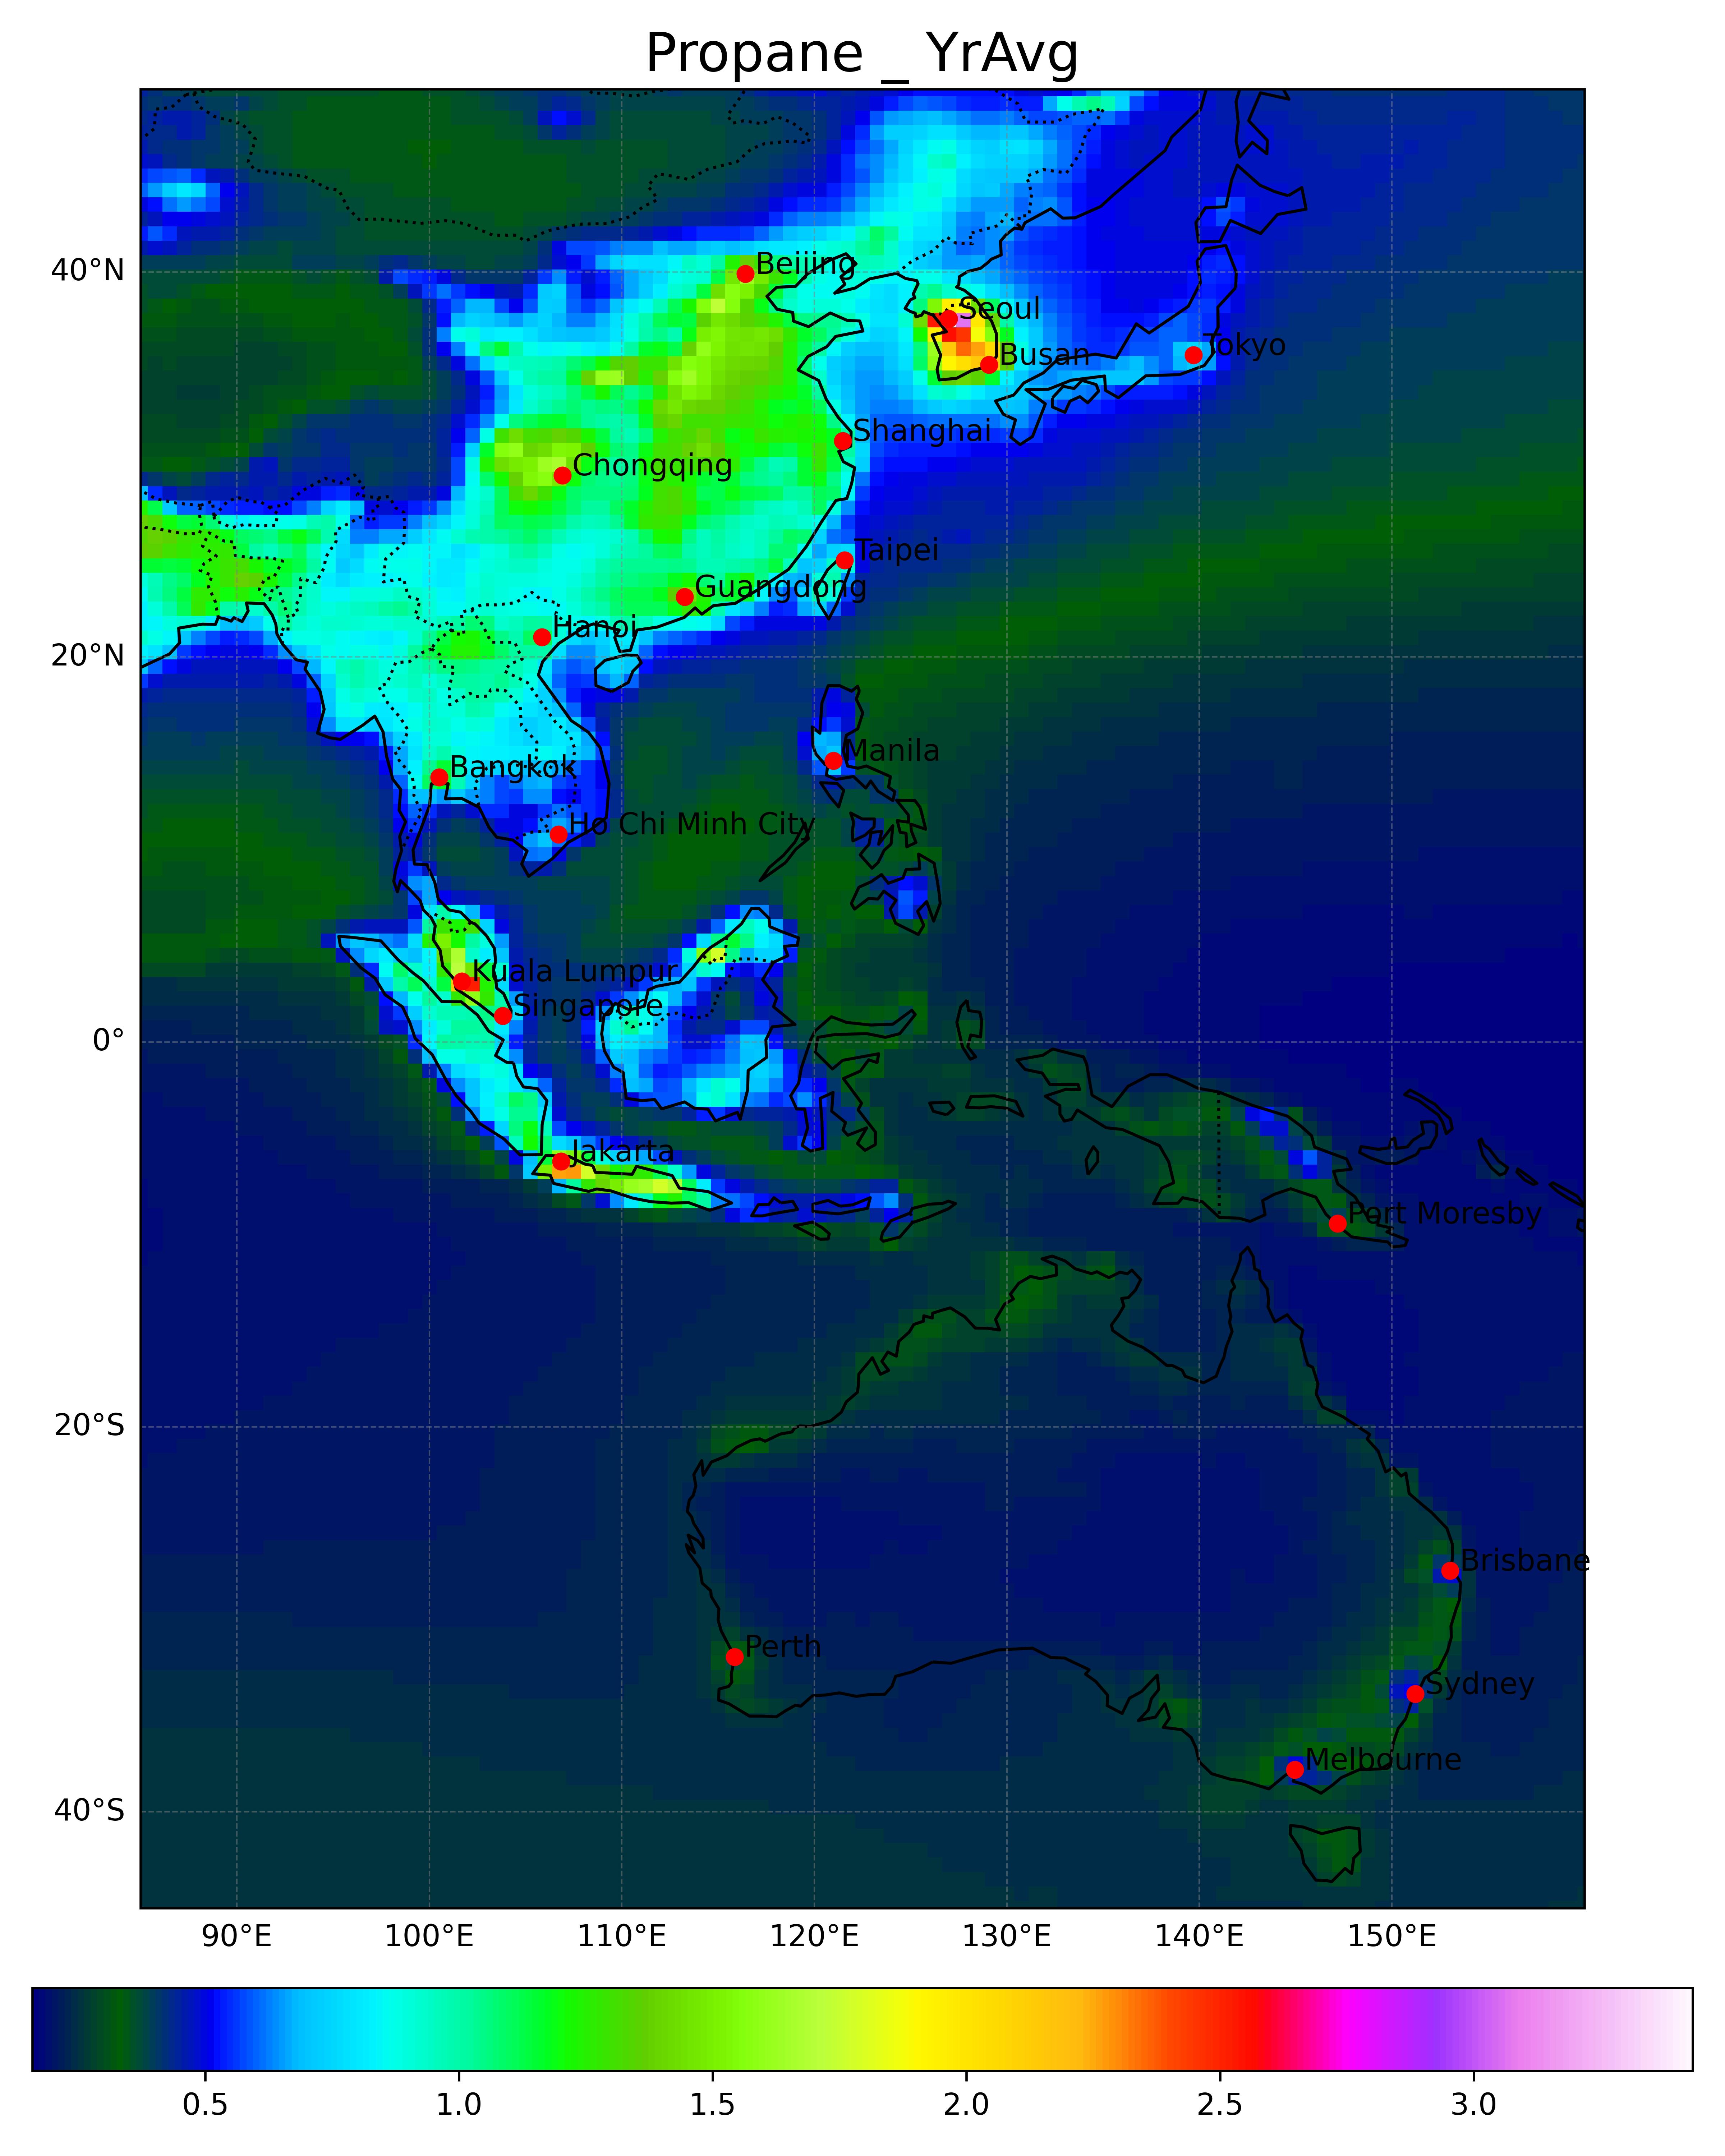 Propane _ YrAvg
40°N
20°N
0°
20°S
40°S
Beijing
Seoul
Busan
Tokyo
Shanghai
Chongqing
Taipei
Guangdong
Hanoi
Manila
Bangkok
Ho Chi Minh City
Kuala Lumpur
Singapore
Jakarta
Port Moresby
Brisbane
Perth
Sydney
Melbourne
90°E 100°E 110°E 120°E 130°E 140°E 150°E
0.5 1.0 1.5 2.0 2.5 3.0